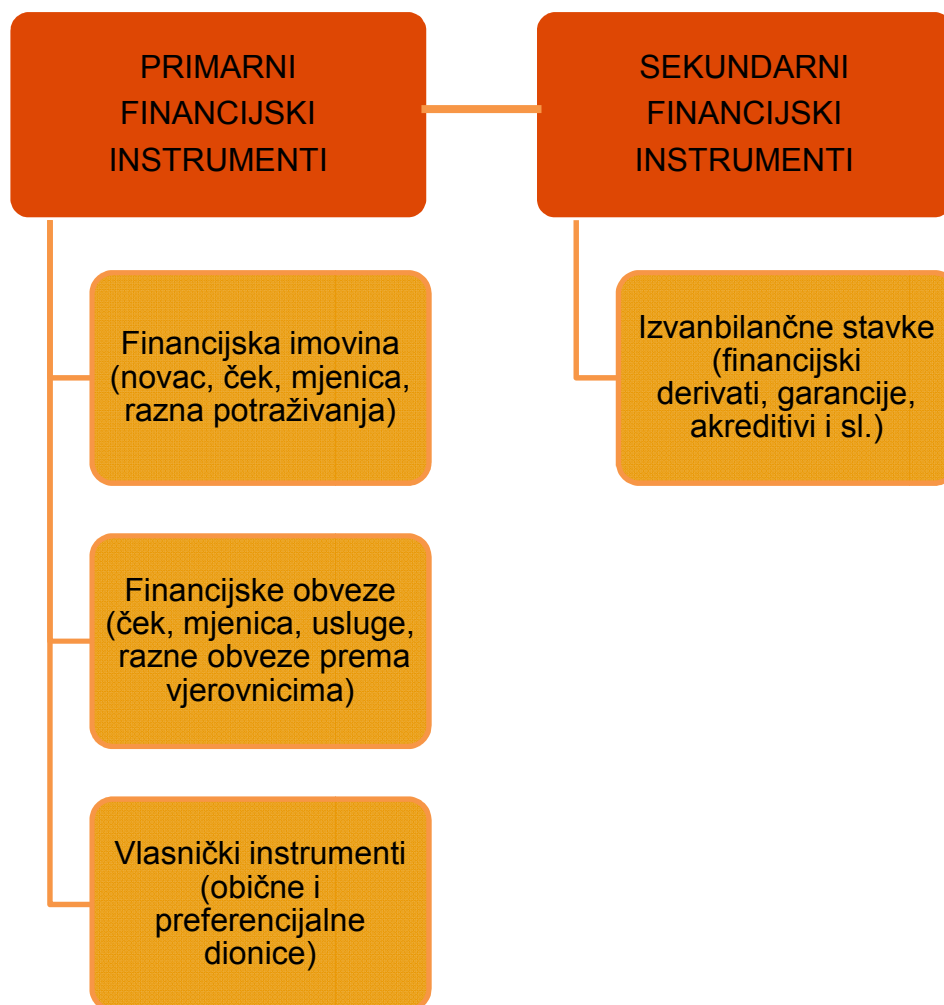 PRIMARNI
FINANCIJSKI
INSTRUMENTI
Financijska imovina
(novac, ček, mjenica,
razna potraživanja)
Financijske obveze
(ček, mjenica, usluge,
razne obveze prema
vjerovnicima)
Vlasnički instrumenti
(obične i
preferencijalne
dionice)
SEKUNDARNI
FINANCIJSKI
INSTRUMENTI
Izvanbilančne stavke
(financijski
derivati, garancije,
akreditivi i sl.)